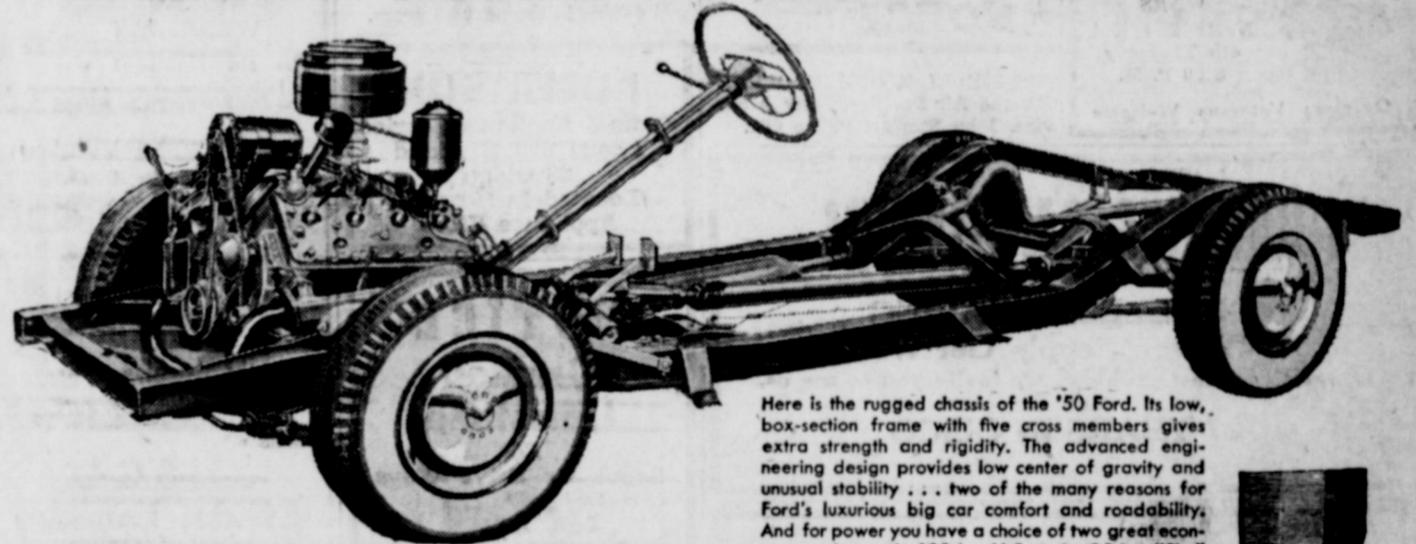 Here is the rugged chassis of the '50 Ford. Its low,
box-section frame with five cross members gives
extra strength and rigidity. The advanced engi-
neering design provides low center of gravity and
unusual stability . . . two of the many reasons for
Ford's luxurious big car comfort and roadability.
And for power you have a choice of two great econ-